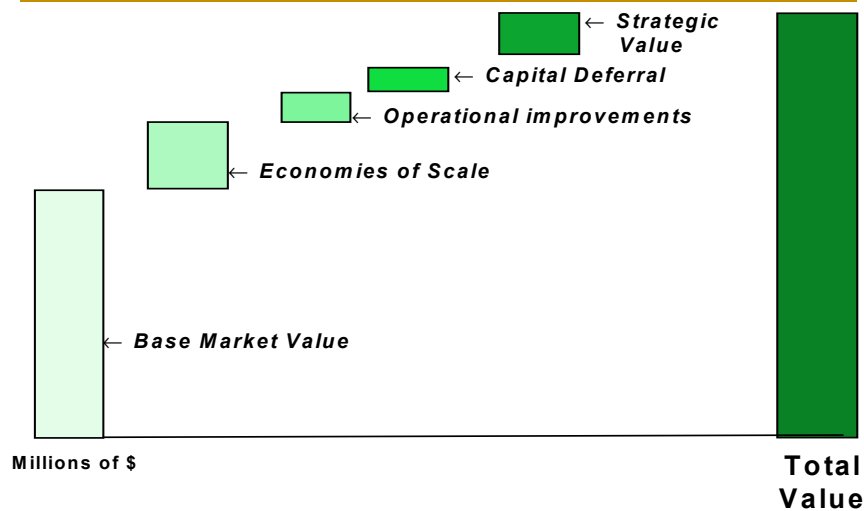 ← Strategic
Value
← Capital Deferral
← Operational improvements
← Economies of Scale
← Base Market Value
Millions of $
Total
Value